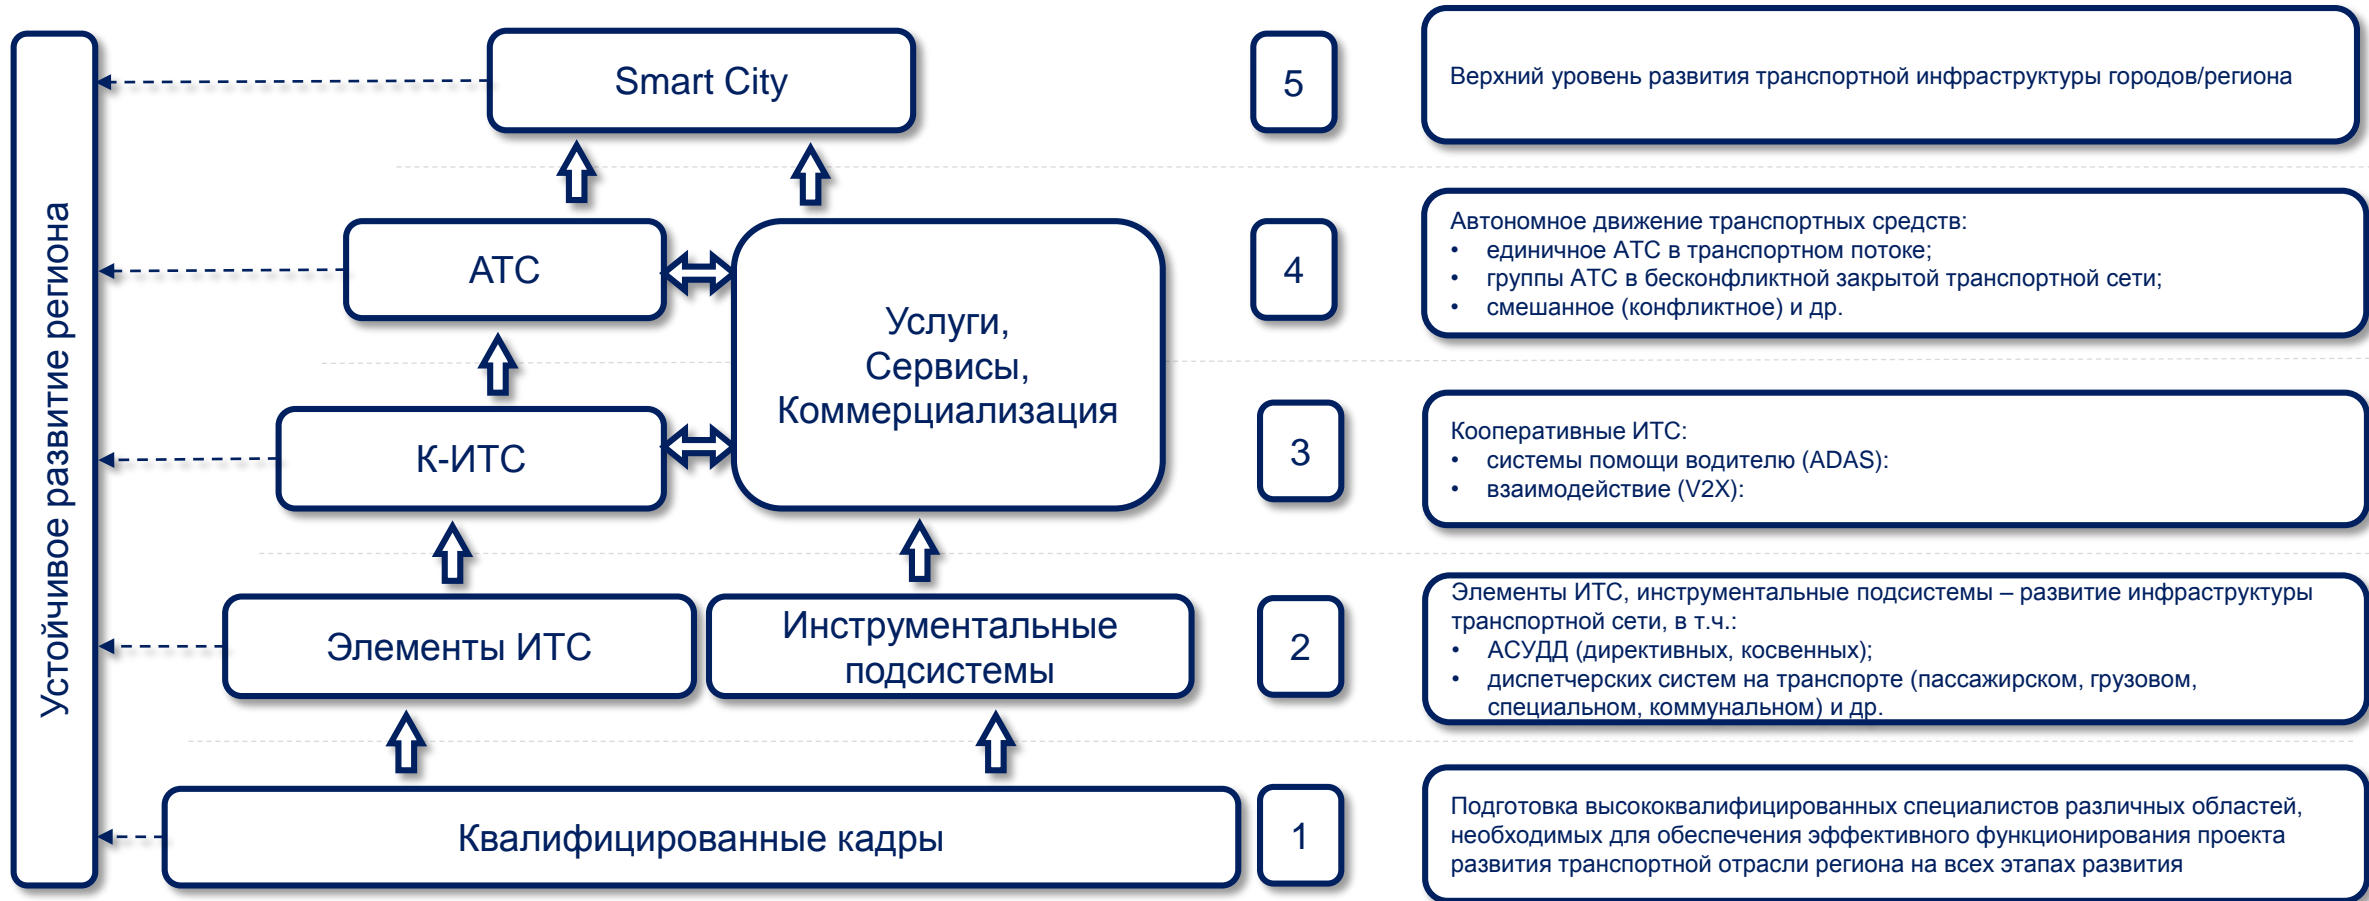 Устойчивое развитие региона
Smart City
5
Верхний уровень развития транспортной инфраструктуры городов/региона
АТС
Услуги,
Сервисы,
Коммерциализация
4
Автономное движение транспортных средств:
• единичное АТС в транспортном потоке;
• группы АТС в бесконфликтной закрытой транспортной сети;
• смешанное (конфликтное) и др.
К-ИТС
3
Кооперативные ИТС:
• системы помощи водителю (ADAS):
• взаимодействие (V2X):
Элементы ИТС
Инструментальные
подсистемы
2
Элементы ИТС, инструментальные подсистемы – развитие инфраструктуры
транспортной сети, в т.ч.:
• АСУДД (директивных, косвенных);
• диспетчерских систем на транспорте (пассажирском, грузовом,
специальном, коммунальном) и др.
Квалифицированные кадры
1
Подготовка высококвалифицированных специалистов различных областей,
необходимых для обеспечения эффективного функционирования проекта
развития транспортной отрасли региона на всех этапах развития